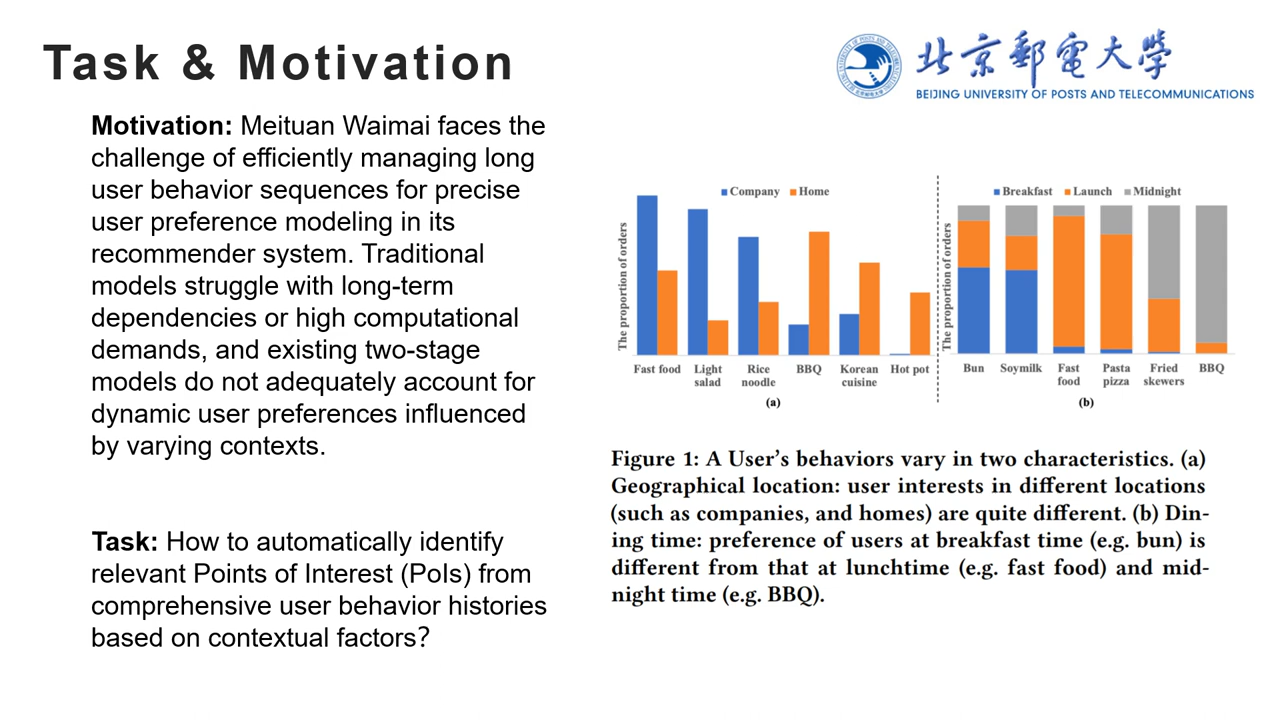 Task & Motivation
北京郵電大學
BEIJING UNIVERSITY OF POSTS AND TELECOMMUNICATIONS
Motivation: Meituan Waimai faces the
challenge of efficiently managing long
user behavior sequences for precise
user preference modeling in its
recommender system. Traditional
models struggle with long-term
dependencies or high computational
demands, and existing two-stage
models do not adequately account for
dynamic user preferences influenced
by varying contexts.
Task: How to automatically identify
relevant Points of Interest (PoIs) from
comprehensive user behavior histories
based on contextual factors?
Company Home
The proportion of orders
Fast food Light salad Rice noodle BBQ Korean cuisine Hot pot
(a)
Breakfast Launch Midnight
The proportion of orders
Bun Soymilk Fast food Pasta pizza Fried skewers BBQ
(b)
Figure 1: A User's behaviors vary in two characteristics. (a)
Geographical location: user interests in different locations
(such as companies, and homes) are quite different. (b) Din-
ing time: preference of users at breakfast time (e.g. bun) is
different from that at lunchtime (e.g. fast food) and mid-
night time (e.g. BBQ).